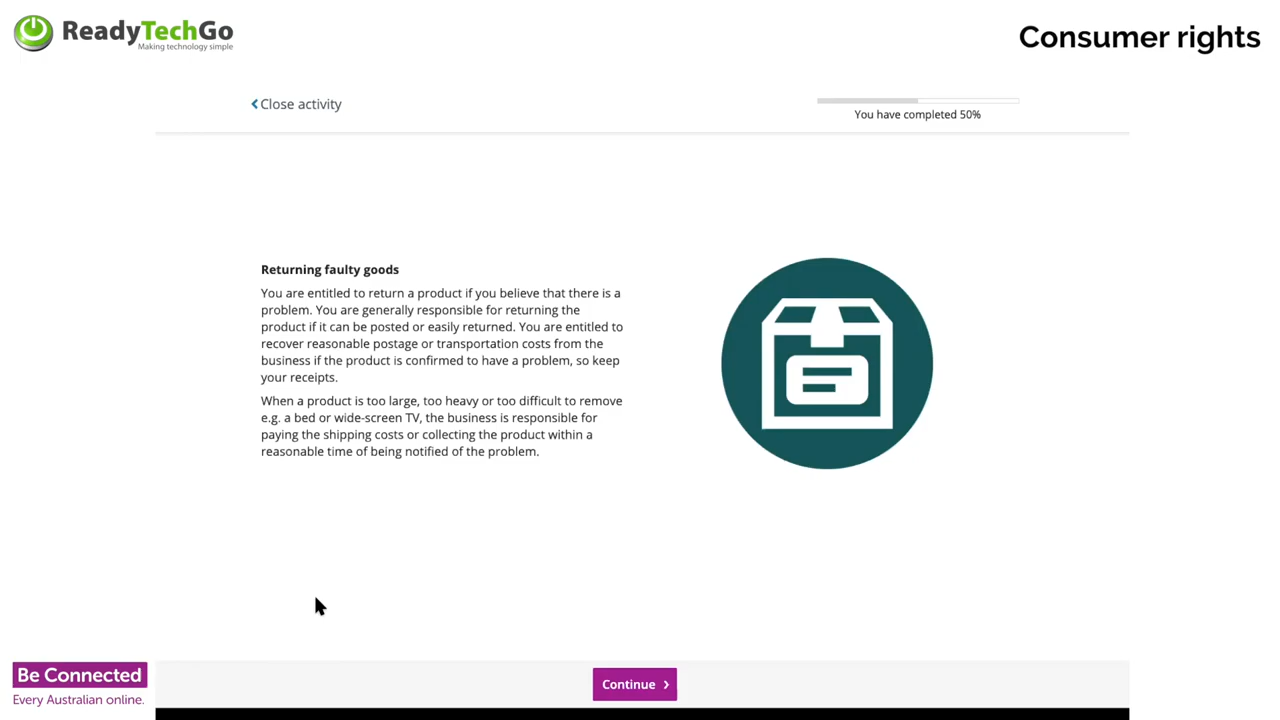 ReadyTechGo
Making technology simple
Consumer rights
Close activity
You have completed 50%
Returning faulty goods
You are entitled to return a product if you believe that there is a
problem. You are generally responsible for returning the
product if it can be posted or easily returned. You are entitled to
recover reasonable postage or transportation costs from the
business if the product is confirmed to have a problem, so keep
your receipts.
When a product is too large, too heavy or too difficult to remove
e.g. a bed or wide-screen TV, the business is responsible for
paying the shipping costs or collecting the product within a
reasonable time of being notified of the problem.
Be Connected
Every Australian online.
Continue